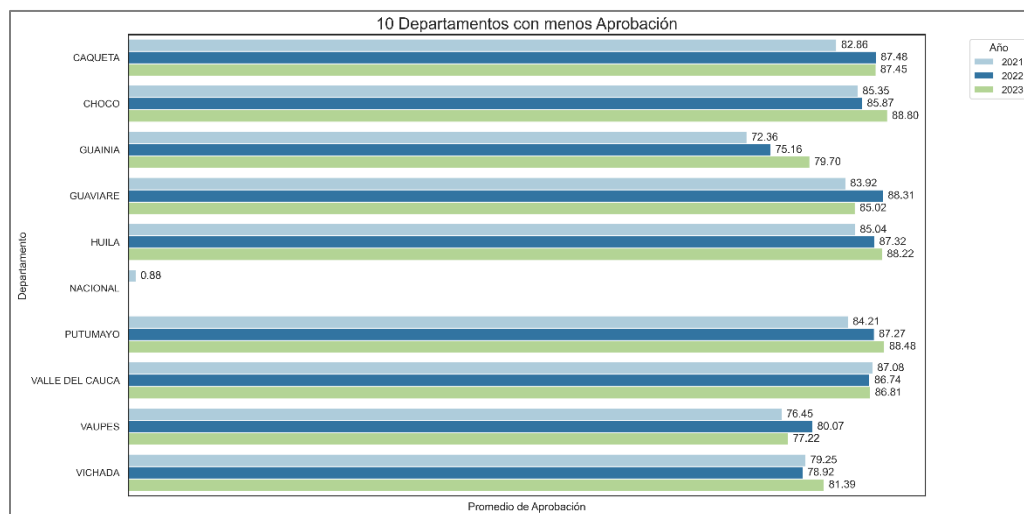 10 Departamentos con menos Aprobación
Año
2021
2022
2023
Departamento
CAQUETA
82.86
87.48
87.45
CHOCO
85.35
85.87
88.80
GUAINIA
72.36
75.16
79.70
GUAVIARE
83.92
88.31
85.02
HUILA
85.04
87.32
88.22
NACIONAL
0.88
PUTUMAYO
84.21
87.27
88.48
VALLE DEL CAUCA
87.08
86.74
86.81
VAUPES
76.45
80.07
77.22
VICHADA
79.25
78.92
81.39
Promedio de Aprobación